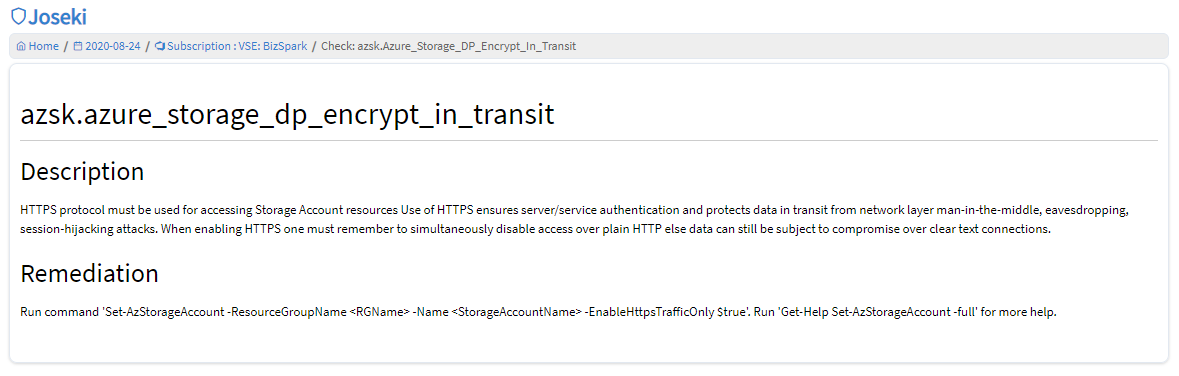 Joseki
Home / 2020-08-24 / Subscription : VSE: BizSpark / Check: azsk.Azure_Storage_DP_Encrypt_In_Transit
azsk.azure_storage_dp_encrypt_in_transit
Description
HTTPS protocol must be used for accessing Storage Account resources Use of HTTPS ensures server/service authentication and protects data in transit from network layer man-in-the-middle, eavesdropping,
session-hijacking attacks. When enabling HTTPS one must remember to simultaneously disable access over plain HTTP else data can still be subject to compromise over clear text connections.
Remediation
Run command 'Set-AzStorageAccount -ResourceGroupName <RGName> -Name <StorageAccountName> -EnableHttpsTrafficOnly $true'. Run 'Get-Help Set-AzStorageAccount -full' for more help.